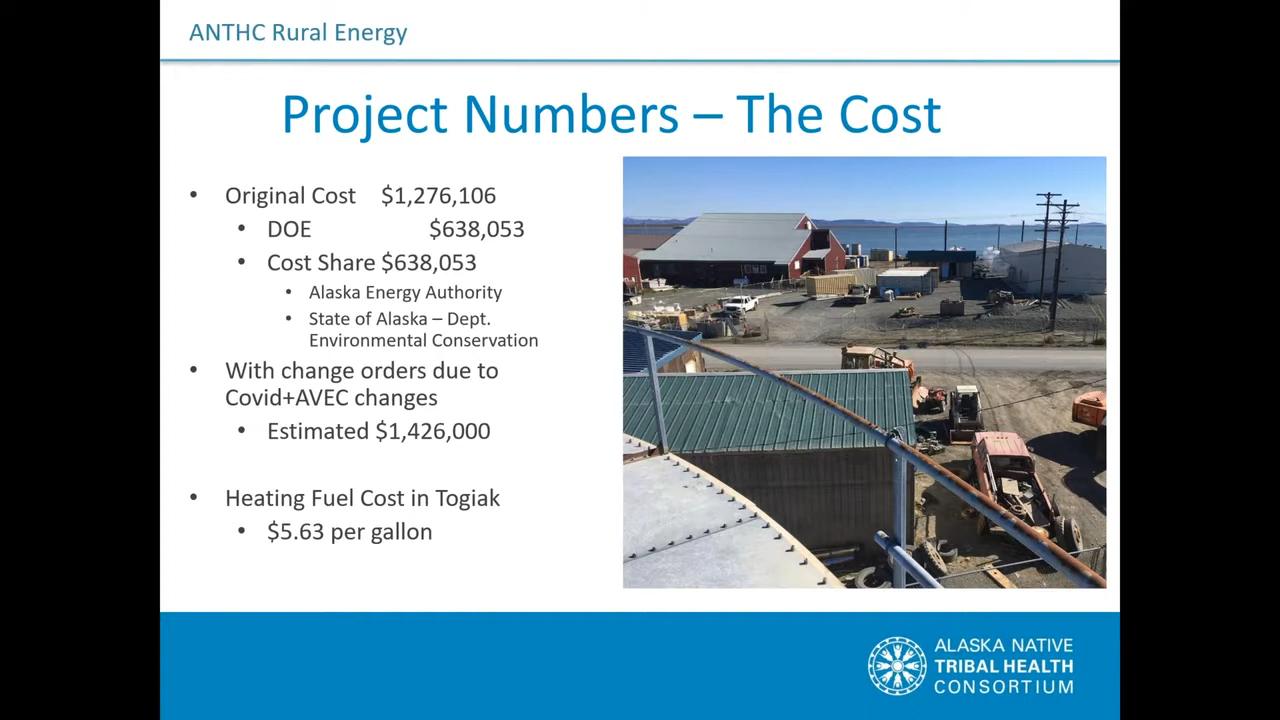 ANTHC Rural Energy
Project Numbers – The Cost
• Original Cost $1,276,106
• DOE $638,053
• Cost Share $638,053
• Alaska Energy Authority
• State of Alaska – Dept.
Environmental Conservation
• With change orders due to
Covid+AVEC changes
• Estimated $1,426,000
• Heating Fuel Cost in Togiak
• $5.63 per gallon
ALASKA NATIVE
TRIBAL HEALTH
CONSORTIUM